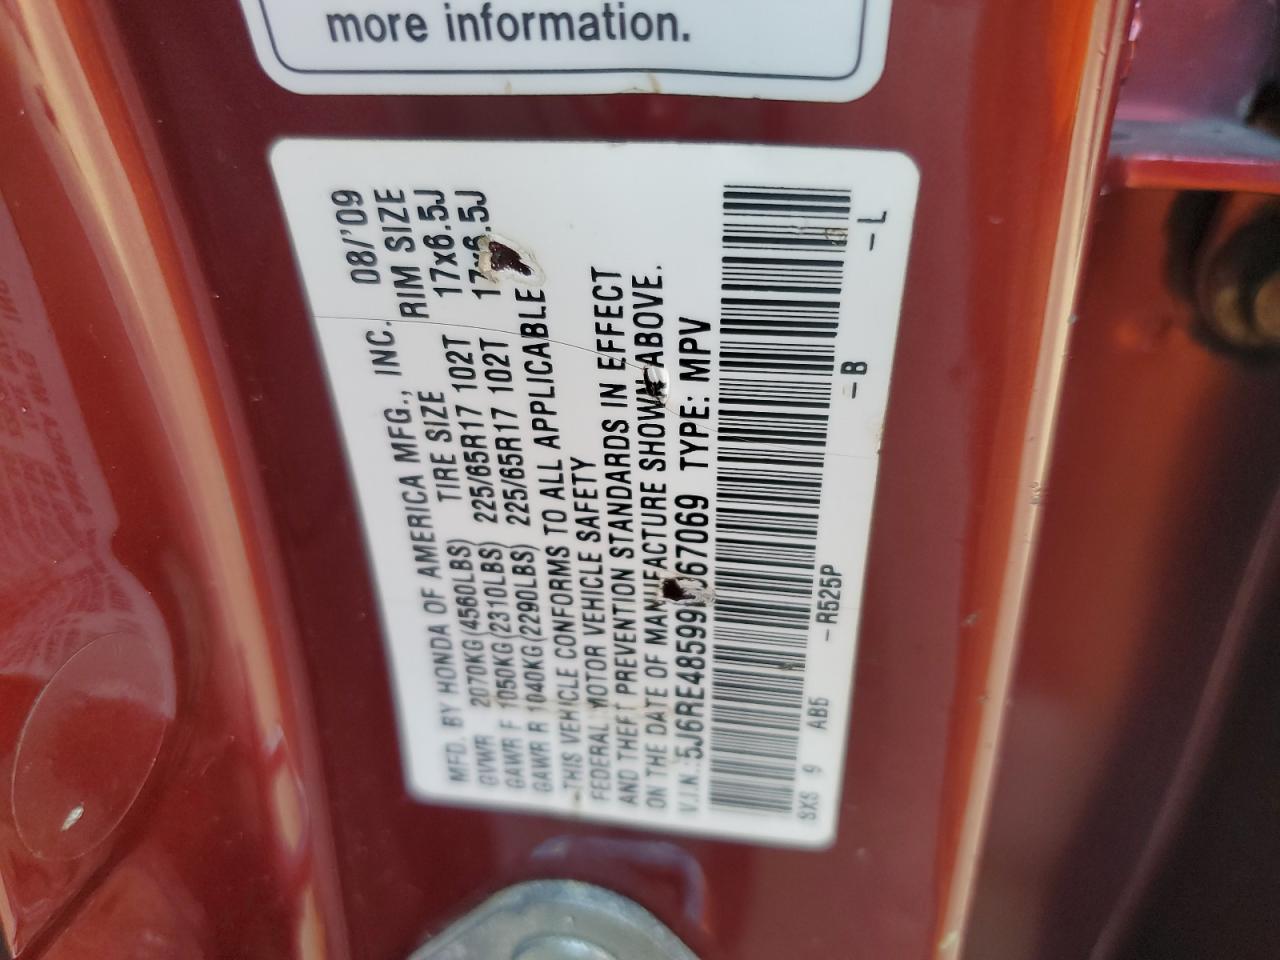 more information.
MFD. BY HONDA OF AMERICA MFG., INC. 08/'09
GVWR 2070KG(4560LBS) TIRE SIZE RIM SIZE
GAWR F 1050KG(2310LBS) 225/65R17 102T 17x6.5J
GAWR R 1040KG(2290LBS) 225/65R17 102T 17x6.5J
THIS VEHICLE CONFORMS TO ALL APPLICABLE
FEDERAL MOTOR VEHICLE SAFETY
AND THEFT PREVENTION STANDARDS IN EFFECT
ON THE DATE OF MANUFACTURE SHOWN ABOVE.
V.I.N.:5J6RE48599 067069 TYPE: MPV
SXS 9 AB5 -R525P -B -L